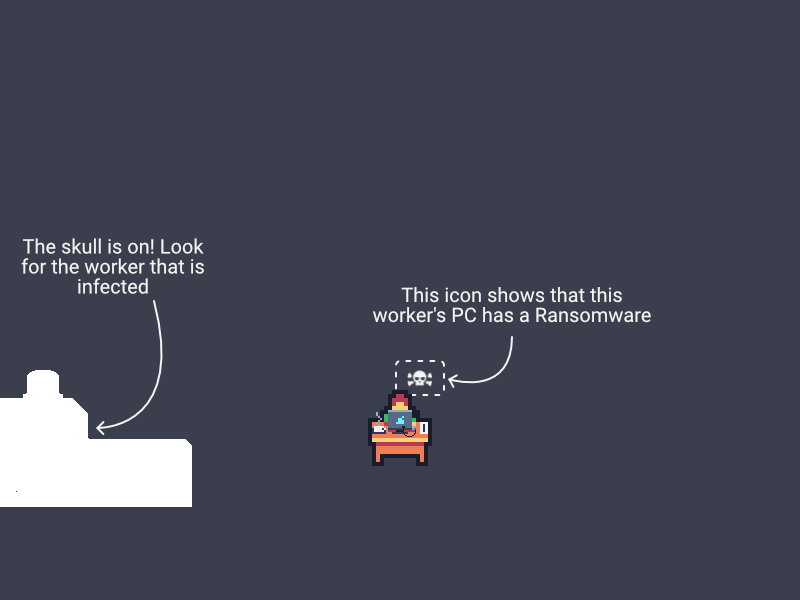 The skull is on! Look
for the worker that is
infected
This icon shows that this
worker's PC has a Ransomware